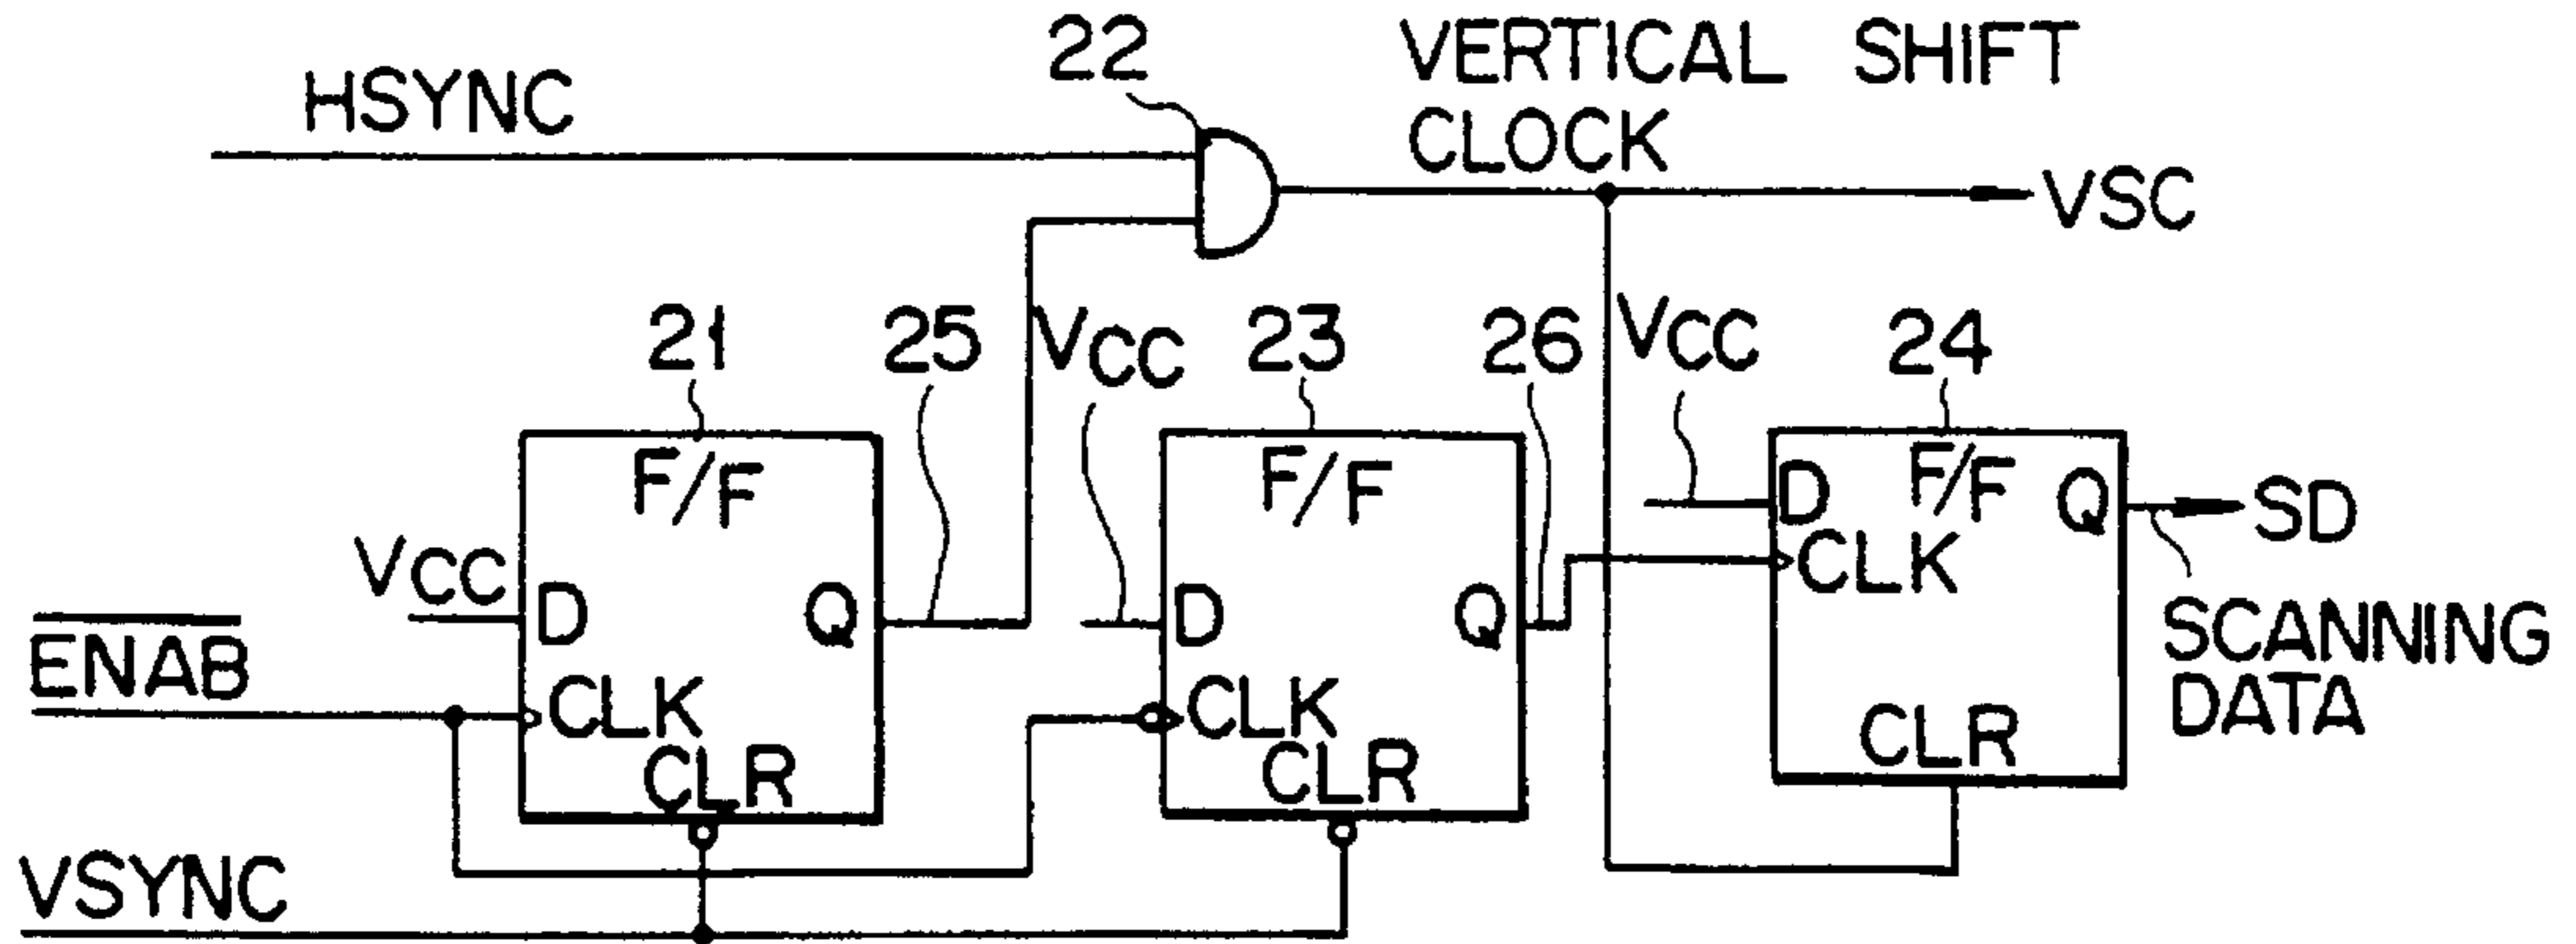 22
VERTICAL SHIFT
CLOCK
HSYNC
VSC
21
25
VCC
23
26
VCC
24
F/F
F/F
F/F
D
Q
SD
CLK
VCC
D
Q
D
Q
SCANNING
DATA
ENAB
CLK
CLR
CLK
CLR
CLR
VSYNC